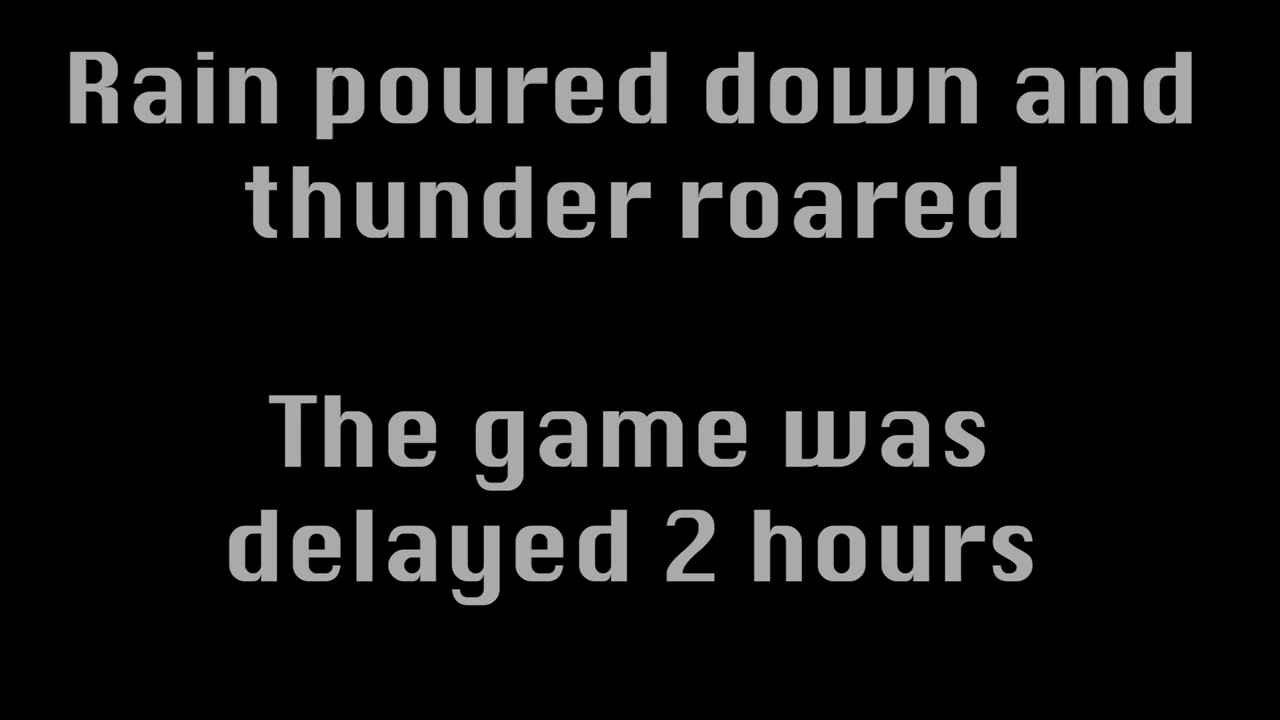 Rain poured down and
thunder roared
The game was
delayed 2 hours